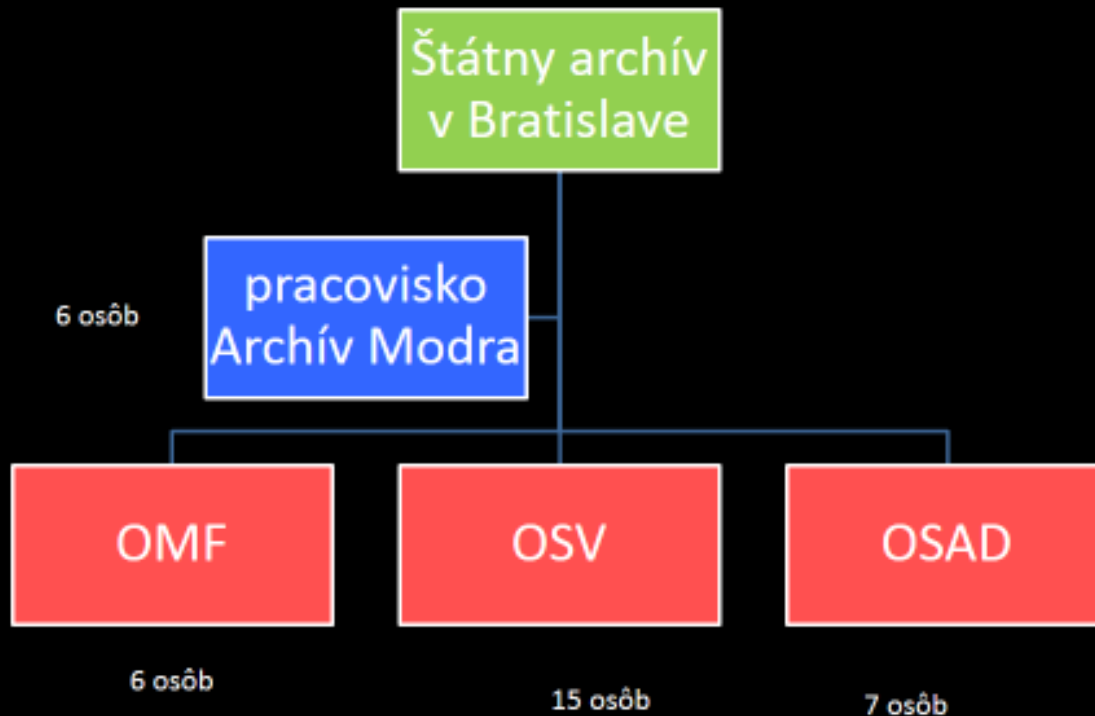 Štátny archív
v Bratislave
pracovisko
Archív Modra
6 osôb
OMF
OSV
OSAD
6 osôb
15 osôb
7 osôb